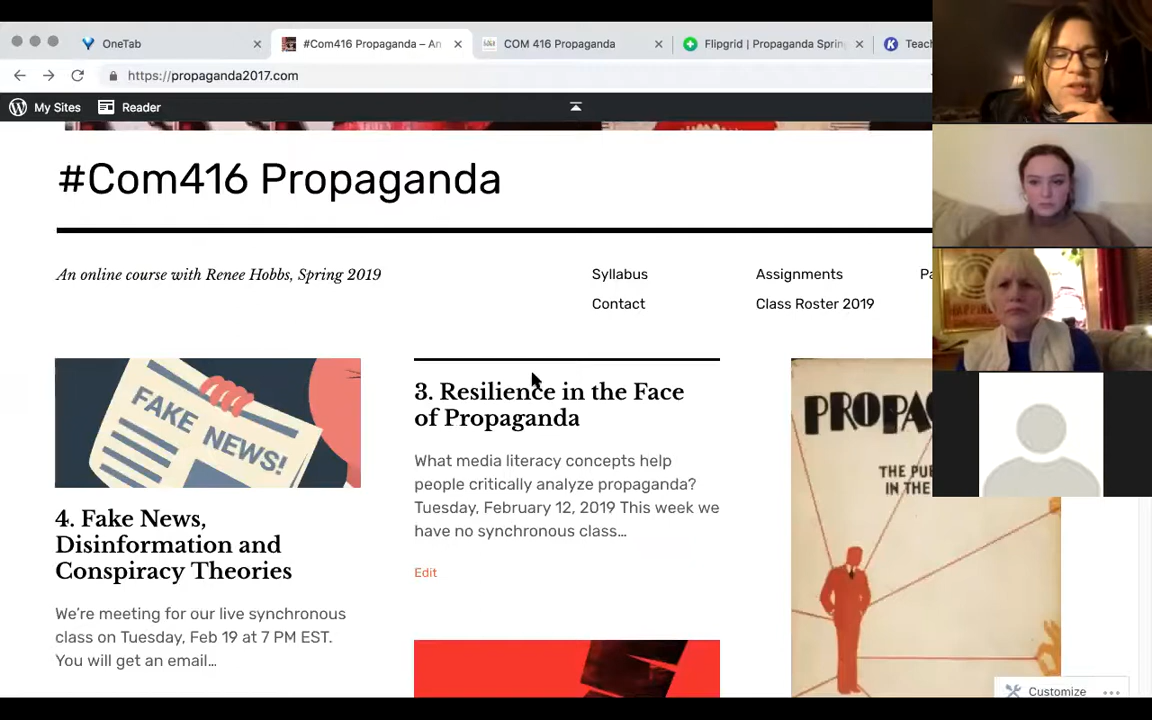 OneTab
#Com416 Propaganda – An
COM 416 Propaganda
Flipgrid | Propaganda Sprin
Teac
https://propaganda2017.com
My Sites
Reader
#Com416 Propaganda
An online course with Renee Hobbs, Spring 2019
Syllabus
Assignments
Pa
Contact
Class Roster 2019
FAKE
NEWS!
4. Fake News,
Disinformation and
Conspiracy Theories
We’re meeting for our live synchronous
class on Tuesday, Feb 19 at 7 PM EST.
You will get an email…
3. Resilience in the Face
of Propaganda
What media literacy concepts help
people critically analyze propaganda?
Tuesday, February 12, 2019 This week we
have no synchronous class…
Edit
PROPA
THE PU
IN THE
Customize